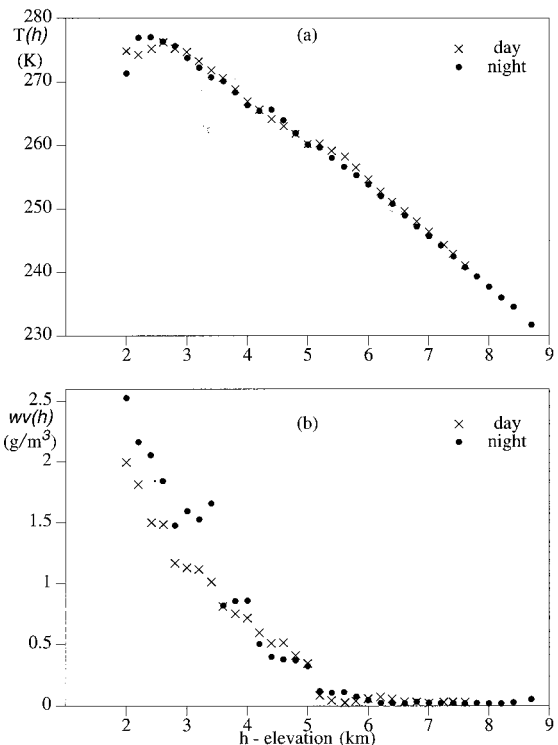 280
T(h)
(a)
× day
(K)
● night
270
260
250
240
230
2 3 4 5 6 7 8 9
2.5
wv(h)
(b)
× day
(g/m³)
● night
2
1.5
1
0.5
0
2 3 4 5 6 7 8 9
h - elevation (km)